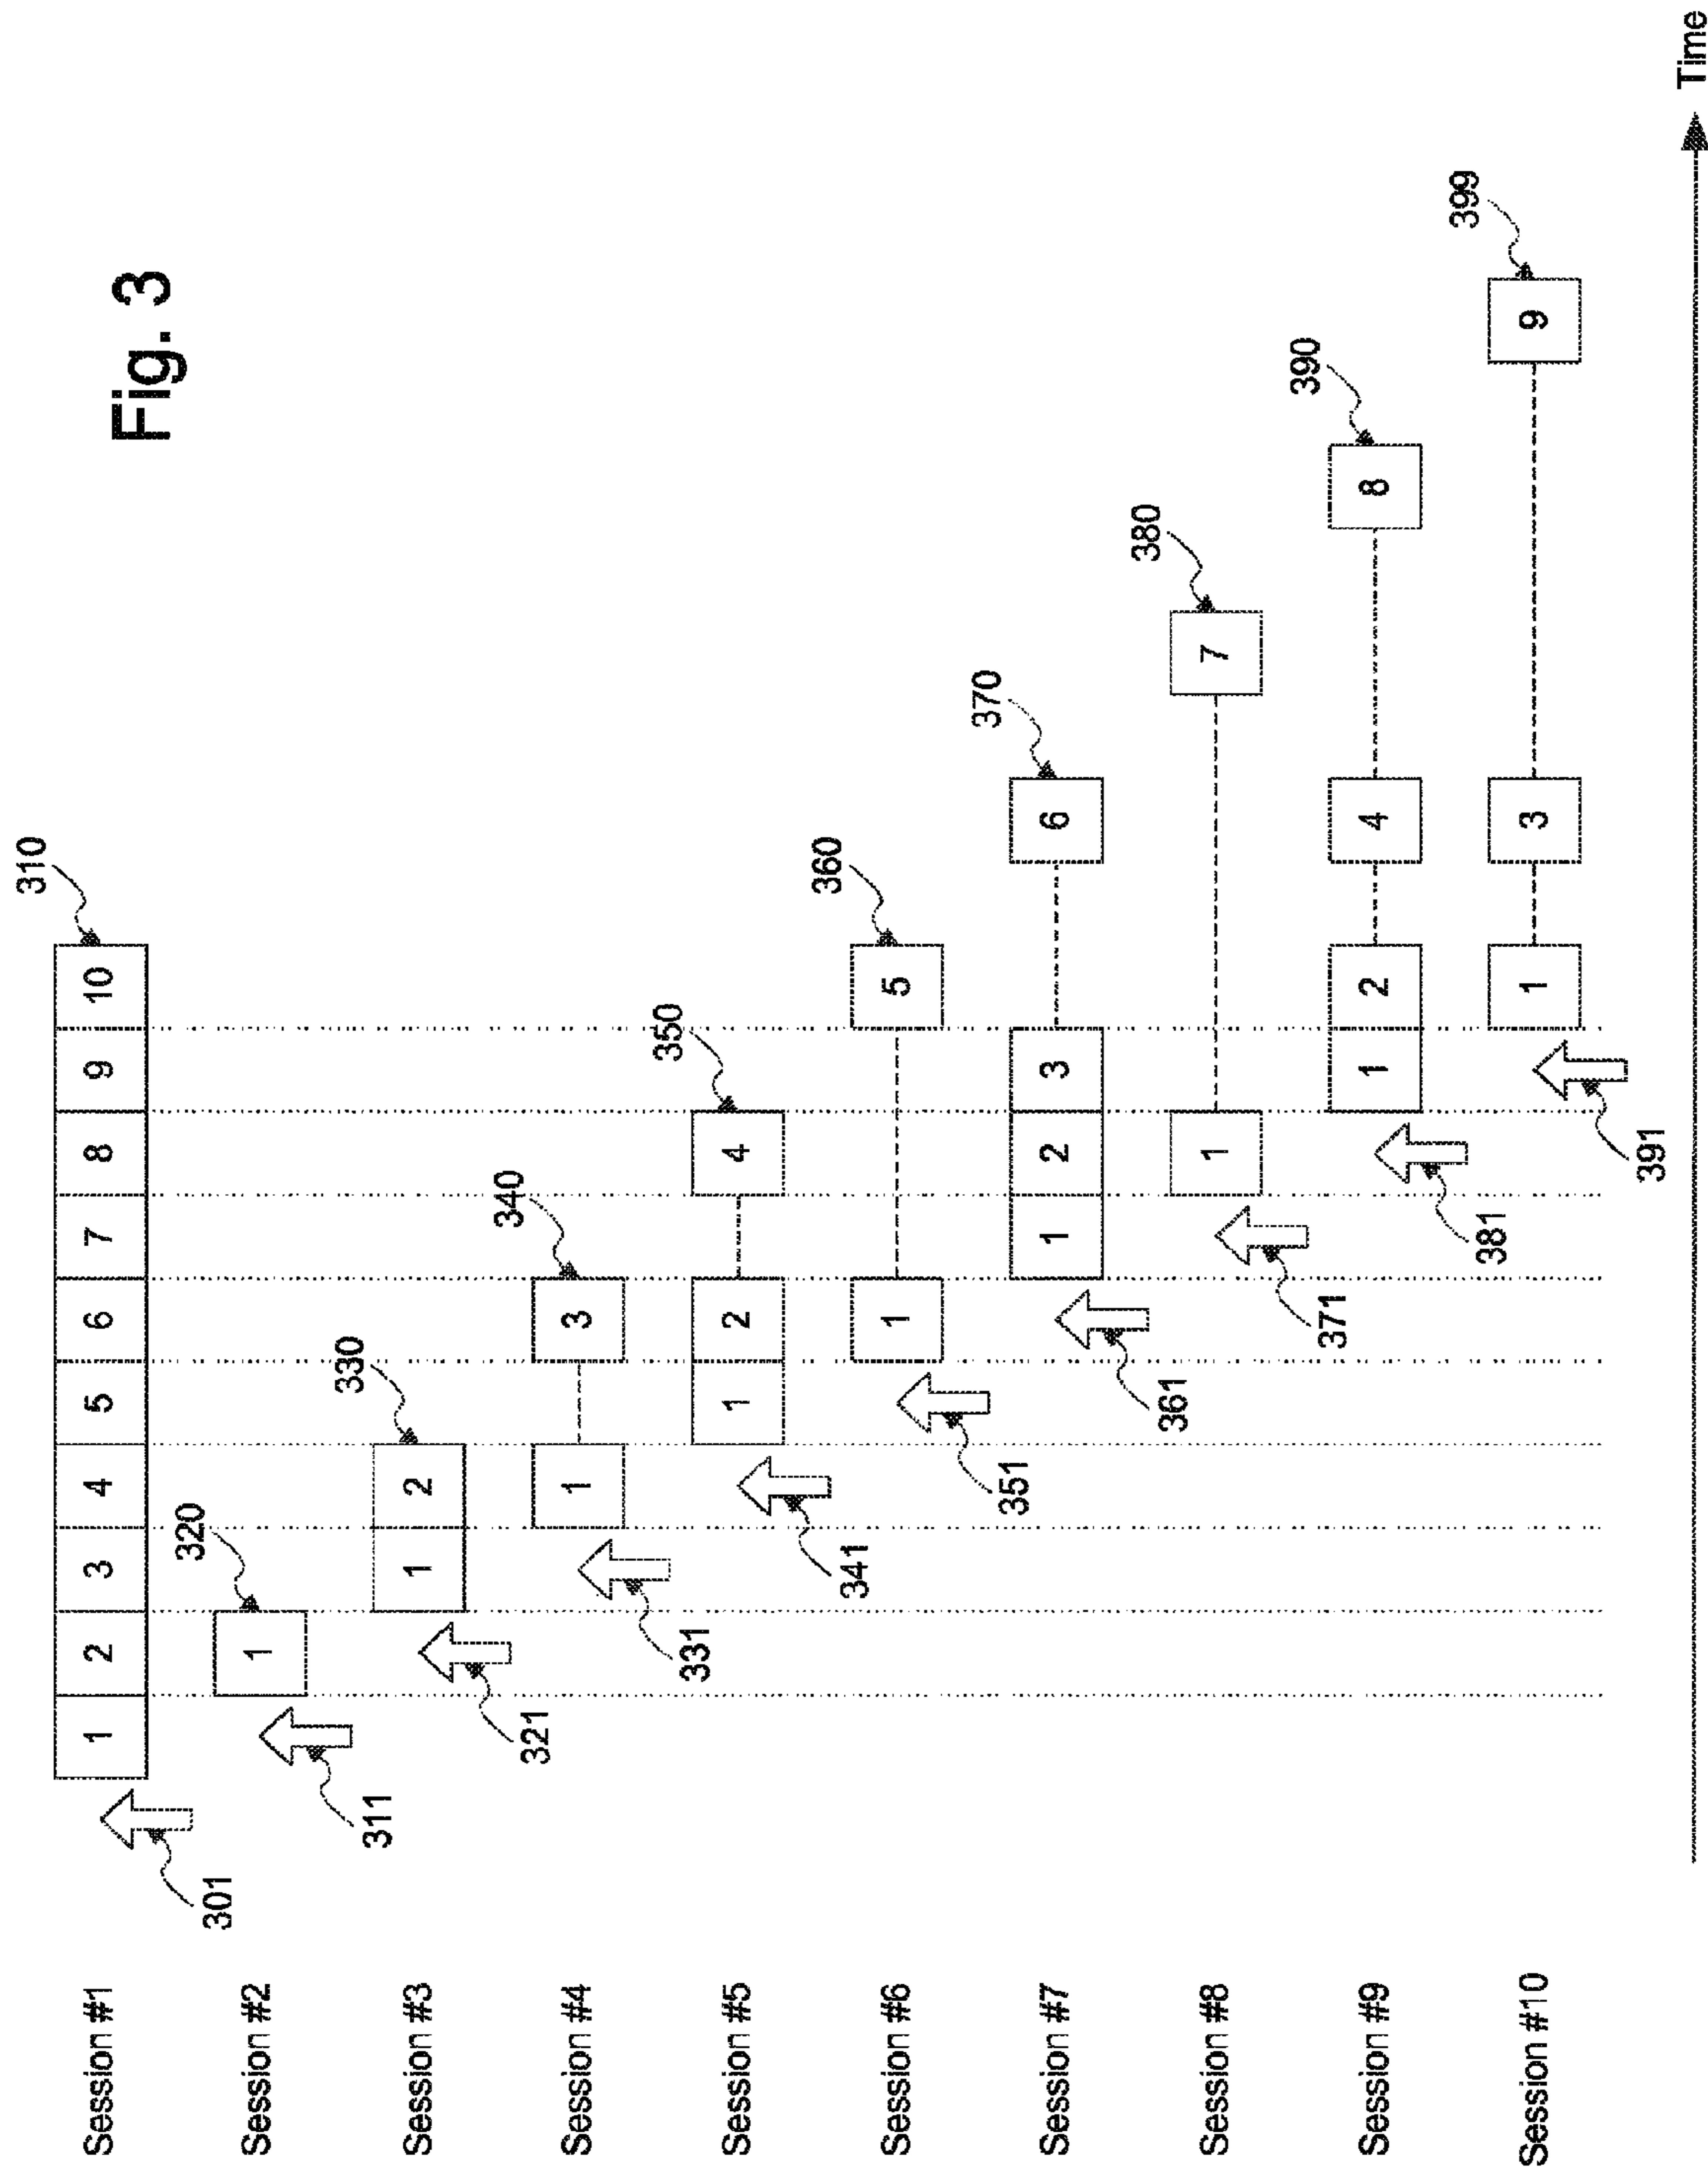 Fig. 3
310
Session #1 1 2 3 4 5 6 7 8 9 10
301
320
Session #2 1
311
330
Session #3 1 2
321
340
Session #4 1 3
331
350
Session #5 1 2 4
341
360
Session #6 1 5
351
370
Session #7 1 2 3 6
361
380
Session #8 1 7
371
390
Session #9 1 2 4 8
381
399
Session #10 1 3 9
391
Time